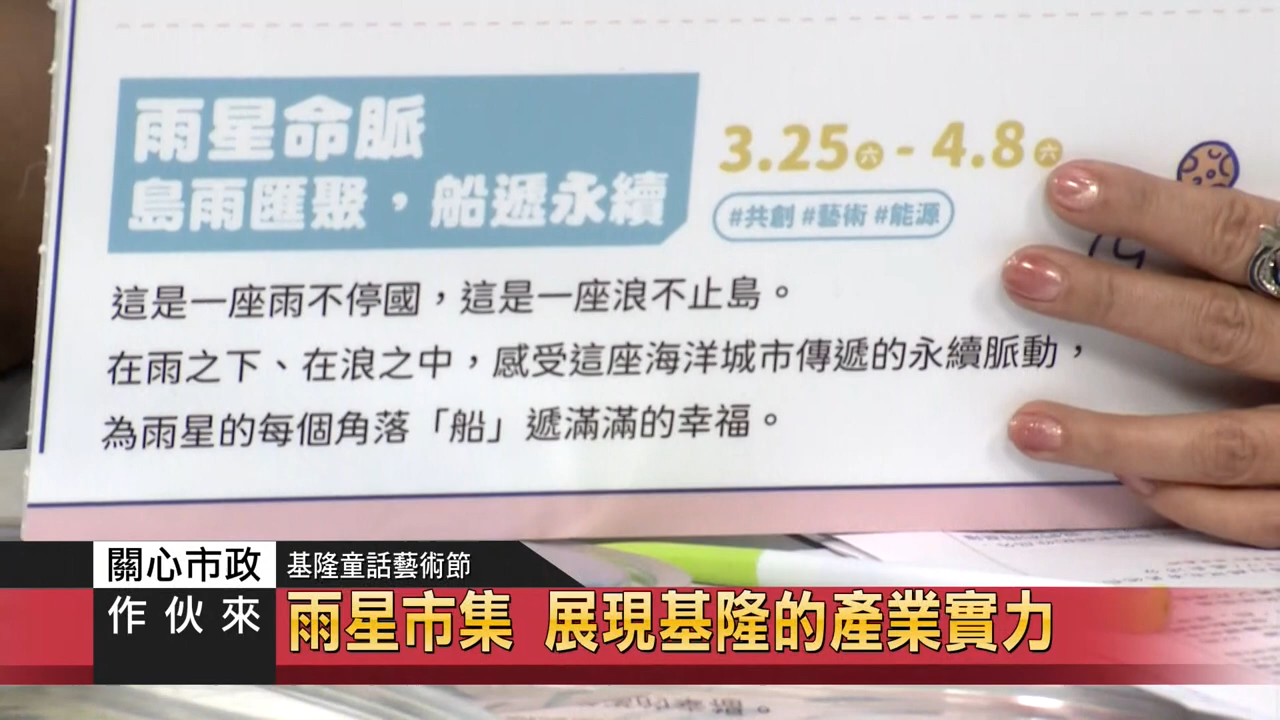 雨星命脈
島雨匯聚，船遞永續
3.25六 - 4.8六
#共創 #藝術 #能源
這是一座雨不停國，這是一座浪不止島。
在雨之下、在浪之中，感受這座海洋城市傳遞的永續脈動，
為雨星的每個角落「船」遞滿滿的幸福。
關心市政
作伙來
基隆童話藝術節
雨星市集 展現基隆的產業實力